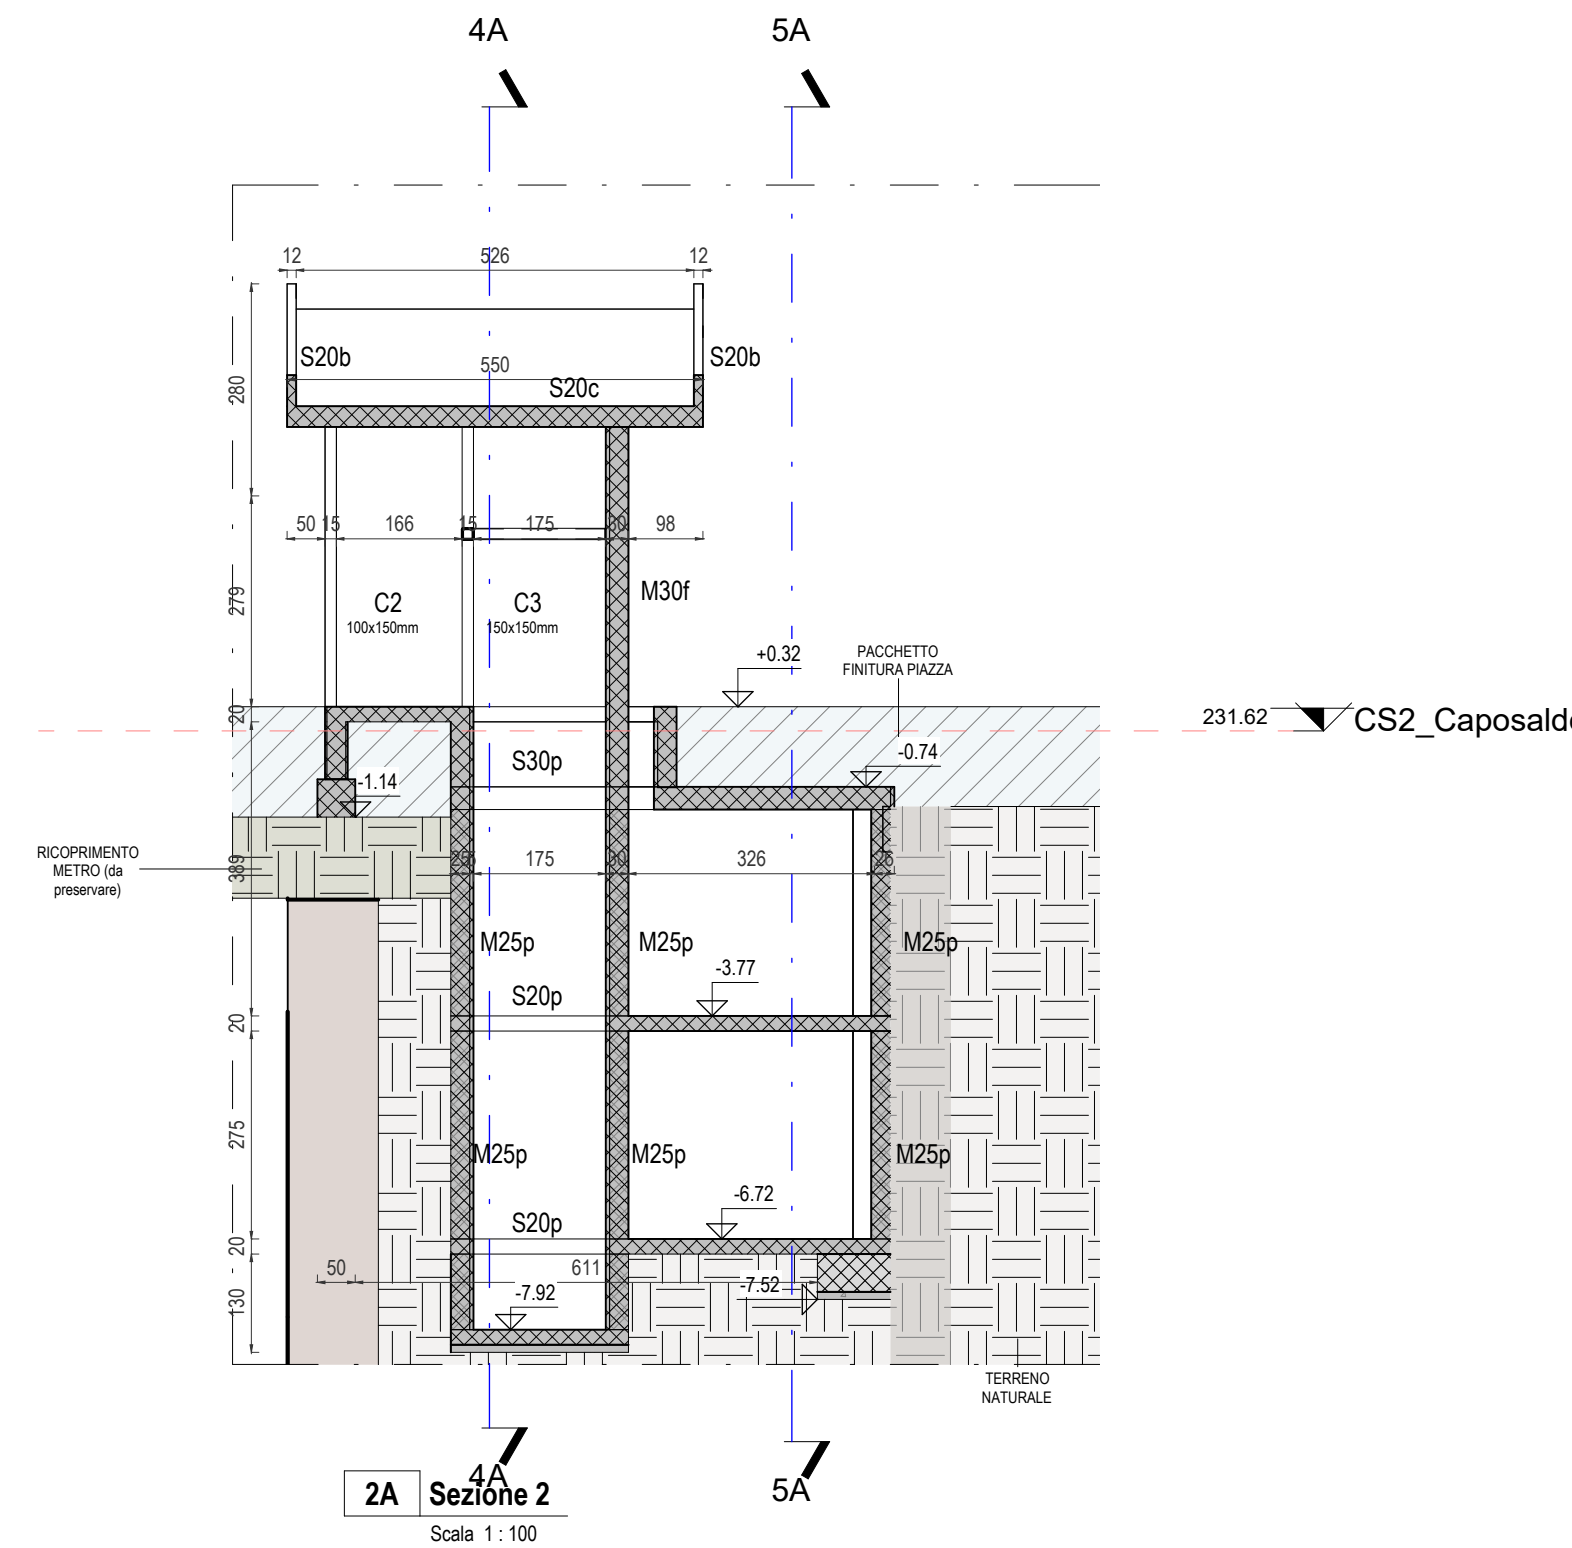 4A
5A
12
526
12
S20b
S20b
550
S20c
280
50
15
166
15
175
30
98
279
M30f
C2
100x150mm
C3
150x150mm
+0.32
PACCHETTO
FINITURA PIAZZA
20
231.62
CS2_Caposald
S30p
-0.74
-1.14
RICOPRIMENTO
METRO (da
preservare)
389
175
30
326
26
M25p
M25p
M25p
-3.77
S20p
20
275
M25p
M25p
M25p
-6.72
S20p
20
50
611
-7.52
130
-7.92
TERRENO
NATURALE
4A
5A
2A
Sezione 2
Scala 1 : 100